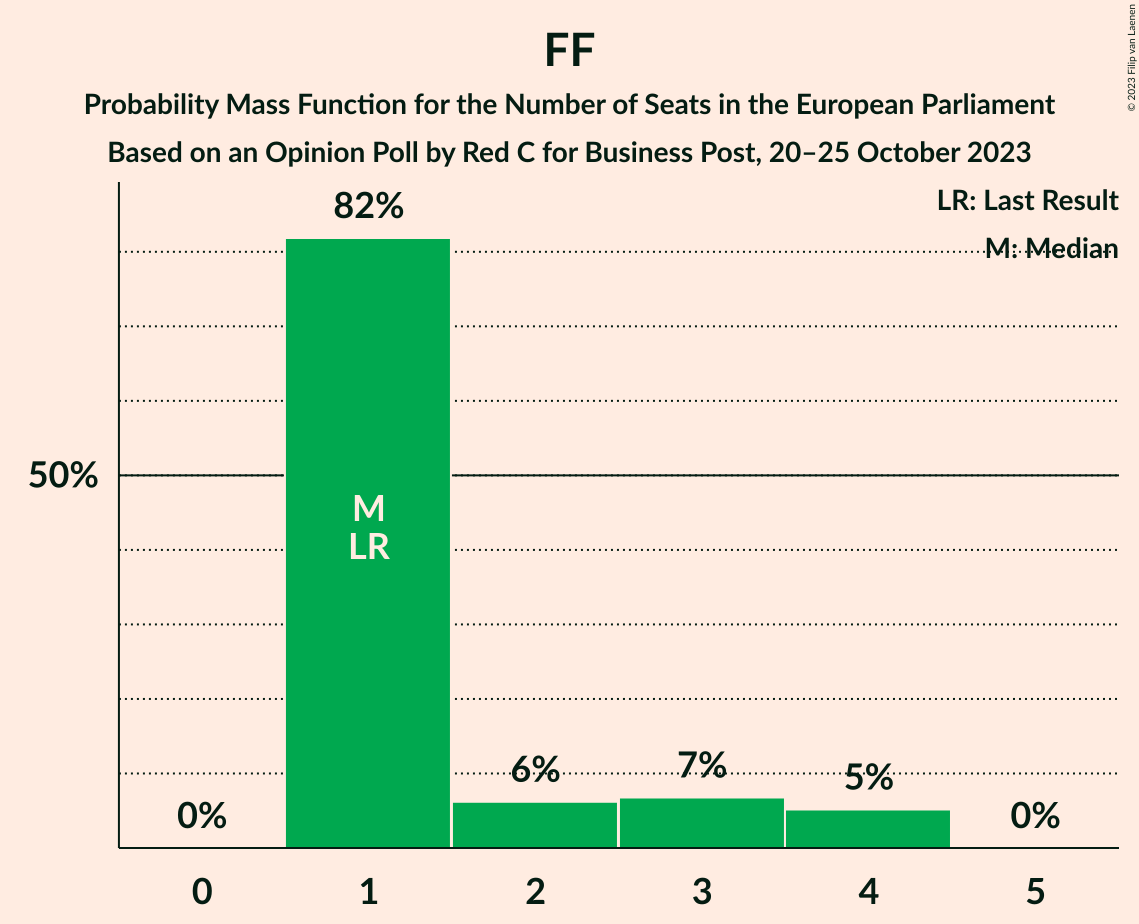 FF
Probability Mass Function for the Number of Seats in the European Parliament
Based on an Opinion Poll by Red C for Business Post, 20–25 October 2023
© 2023 Filip van Laenen
LR: Last Result
M: Median
82%
50%
M
LR
0%
6%
7%
5%
0%
0 1 2 3 4 5